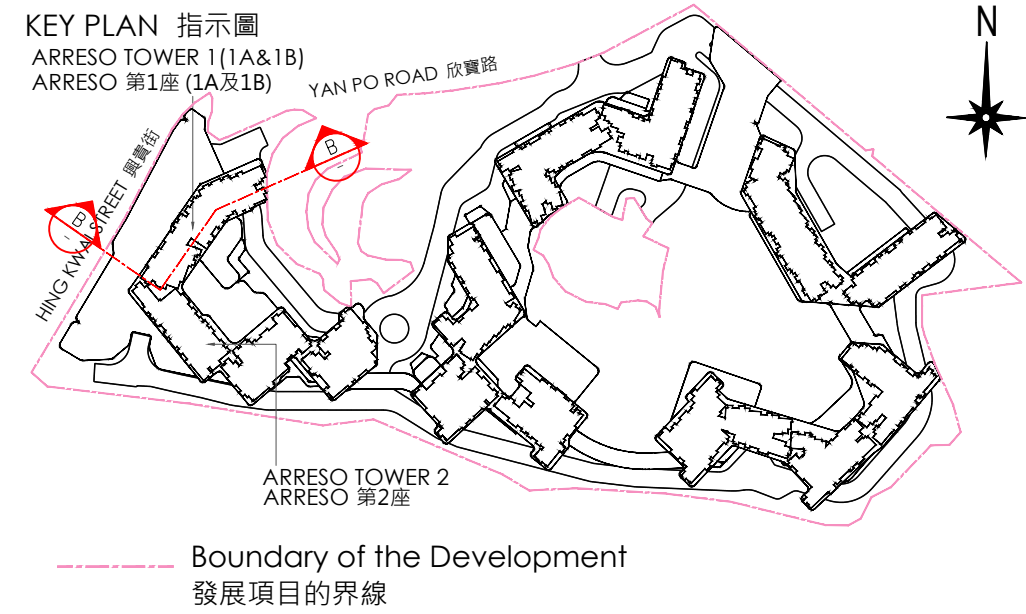 KEY PLAN 指示圖
ARRESO TOWER 1(1A&1B)
ARRESO 第1座 (1A及1B)
N
YAN PO ROAD 欣寶路
HING KWAI STREET 興貴街
B
B
ARRESO TOWER 2
ARRESO 第2座
Boundary of the Development
發展項目的界線